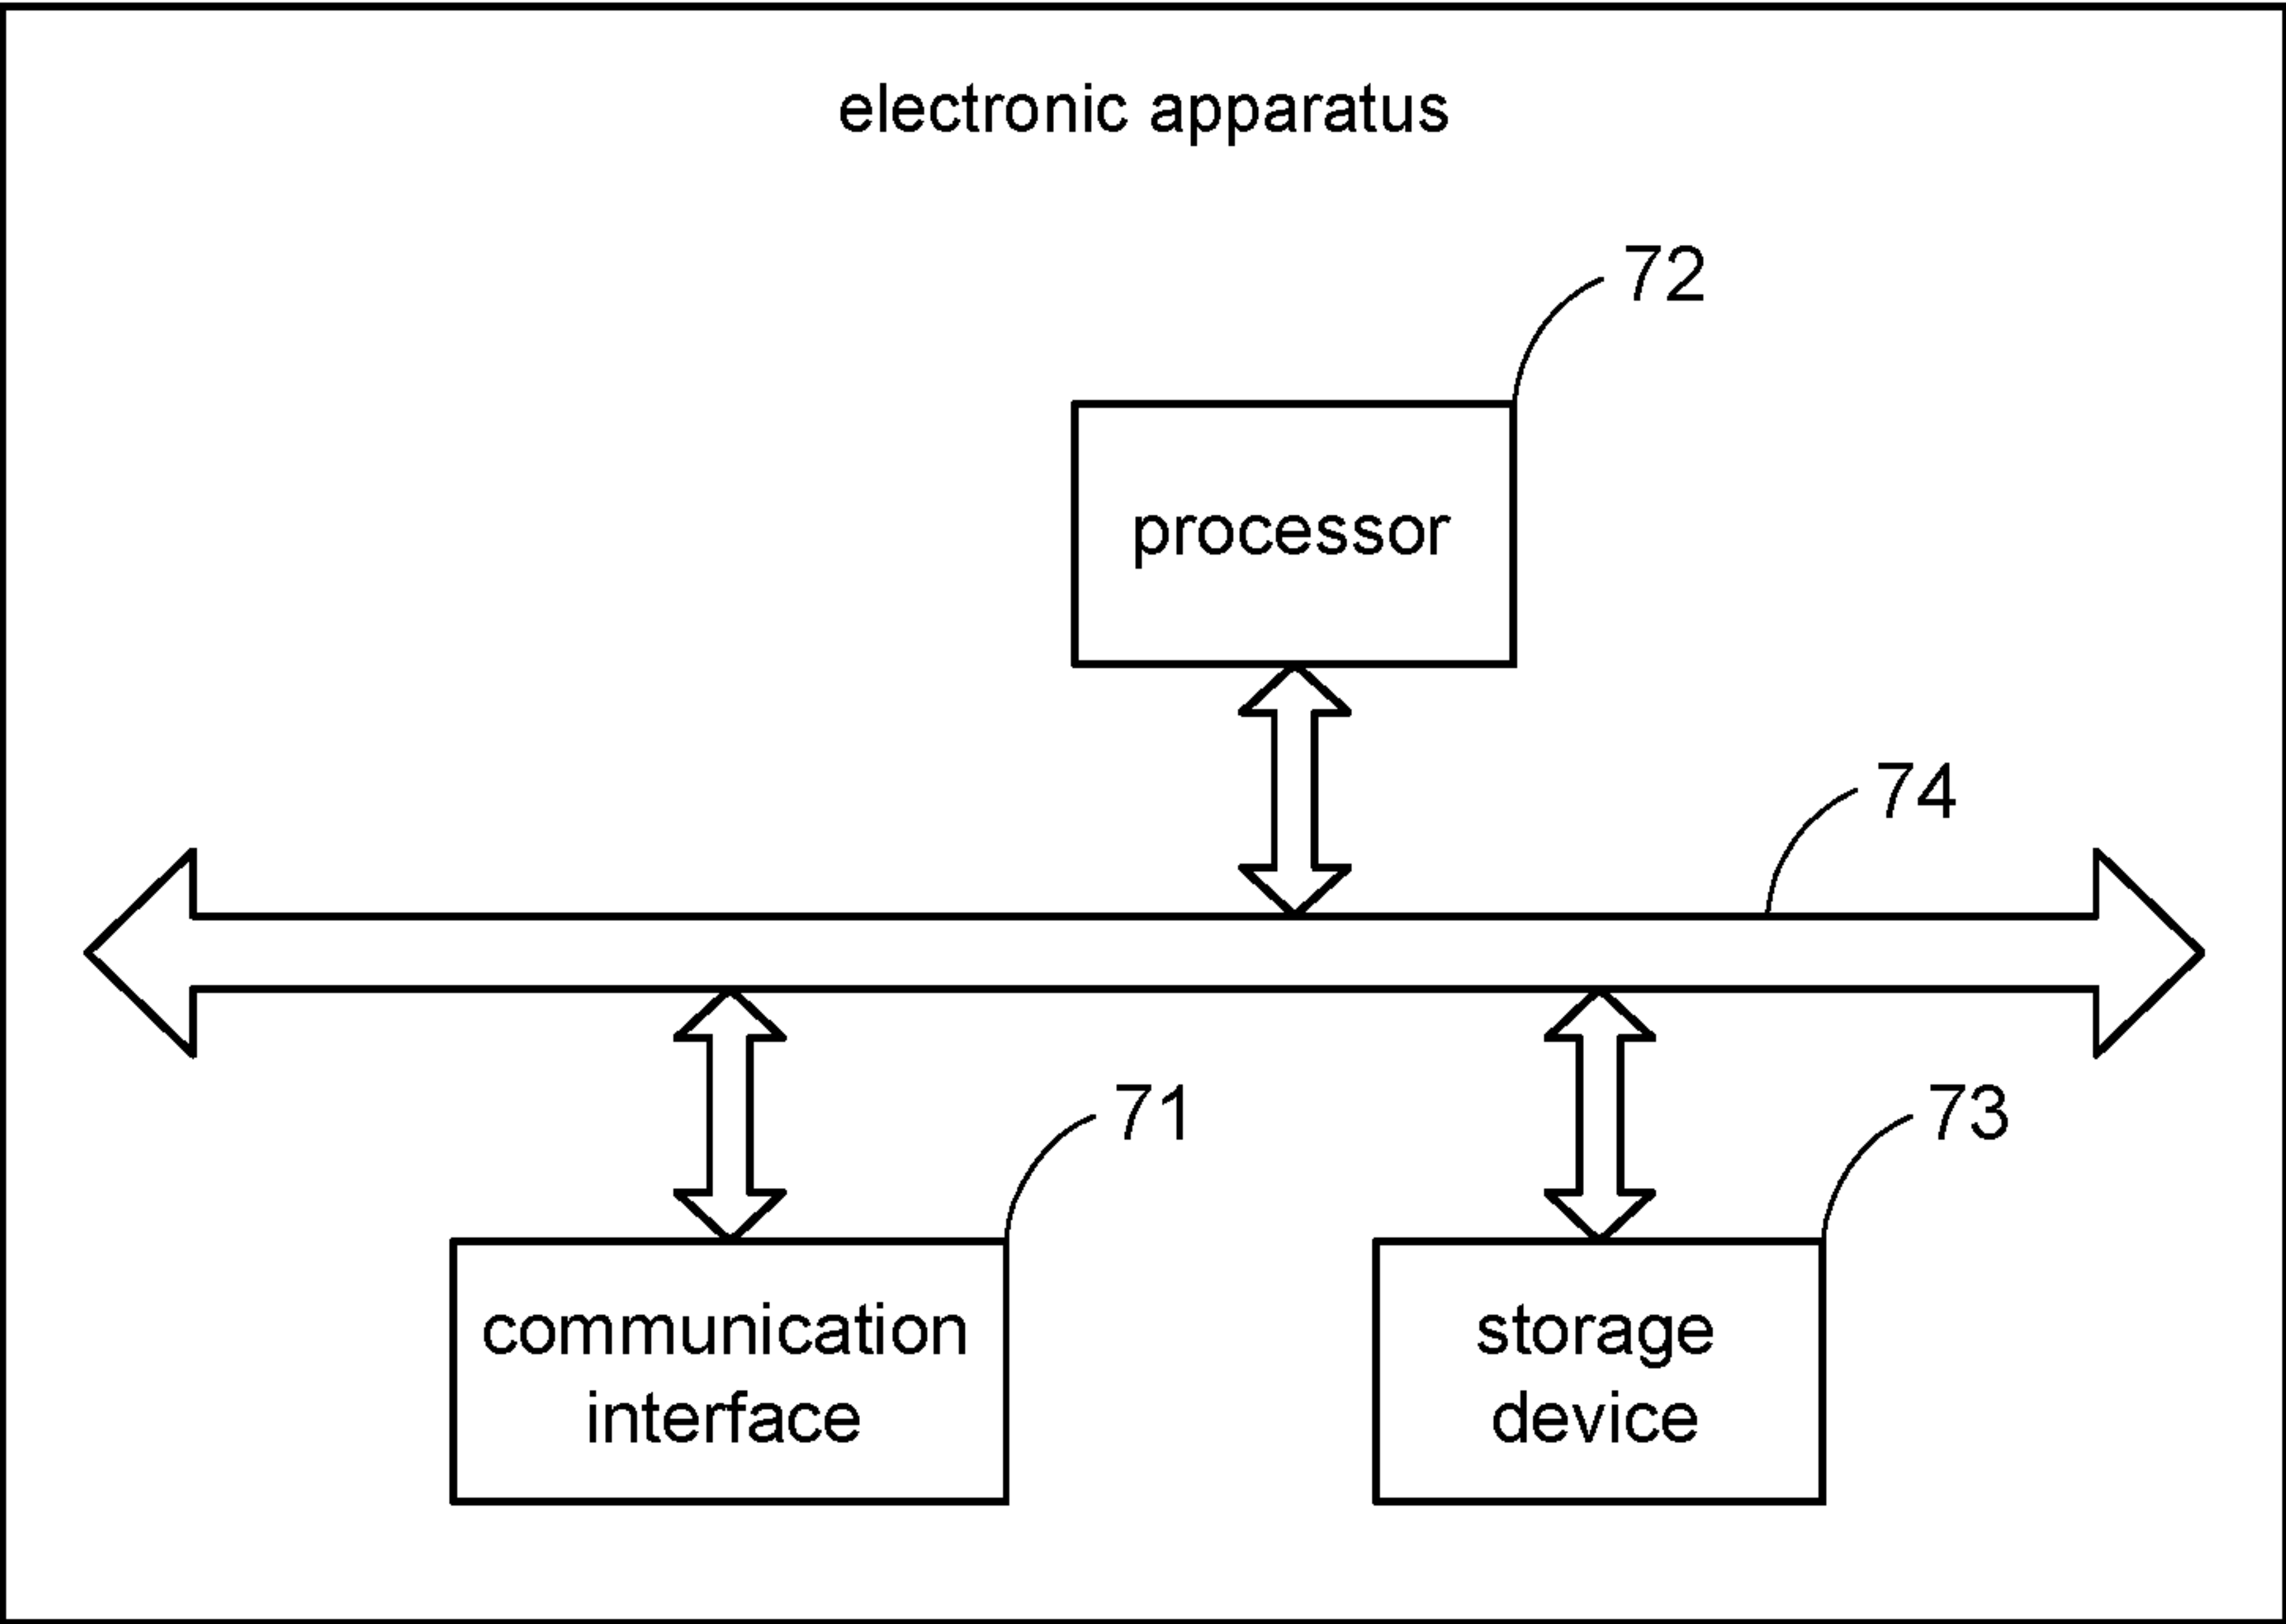 electronic apparatus
72
processor
74
71
73
communication
interface
storage
device